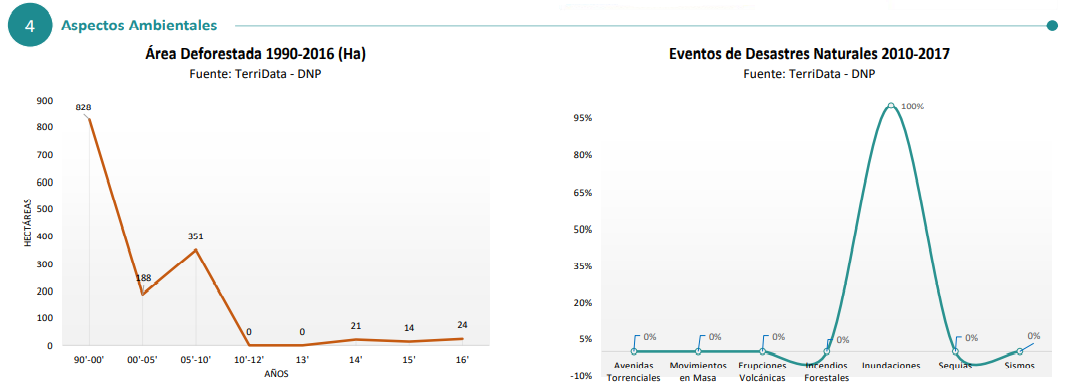 4 Aspectos Ambientales
Área Deforestada 1990-2016 (Ha)
Fuente: TerriData - DNP
900
800
700
600
500
400
300
200
100
0
HECTÁREAS
828
188
351
0
0
21
14
24
90'-00'
00'-05'
05'-10'
10'-12'
13'
14'
15'
16'
AÑOS
Eventos de Desastres Naturales 2010-2017
Fuente: TerriData - DNP
95%
80%
65%
50%
35%
20%
5%
-10%
0%
0%
0%
0%
100%
0%
0%
Avenidas
Torrenciales
Movimientos
en Masa
Erupciones
Volcánicas
Incendios
Forestales
Inundaciones
Sequías
Sismos